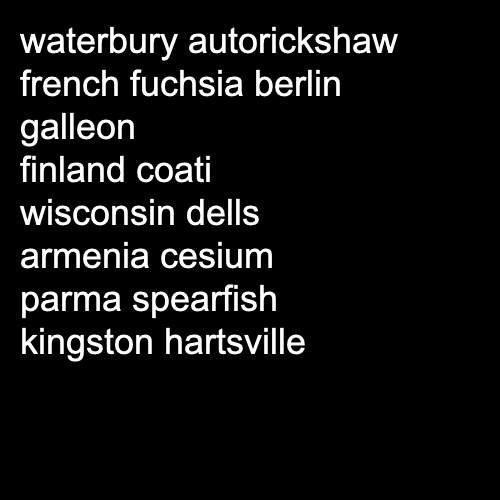 waterbury autorickshaw
french fuchsia berlin
galleon
finland coati
wisconsin dells
armenia cesium
parma spearfish
kingston hartsville